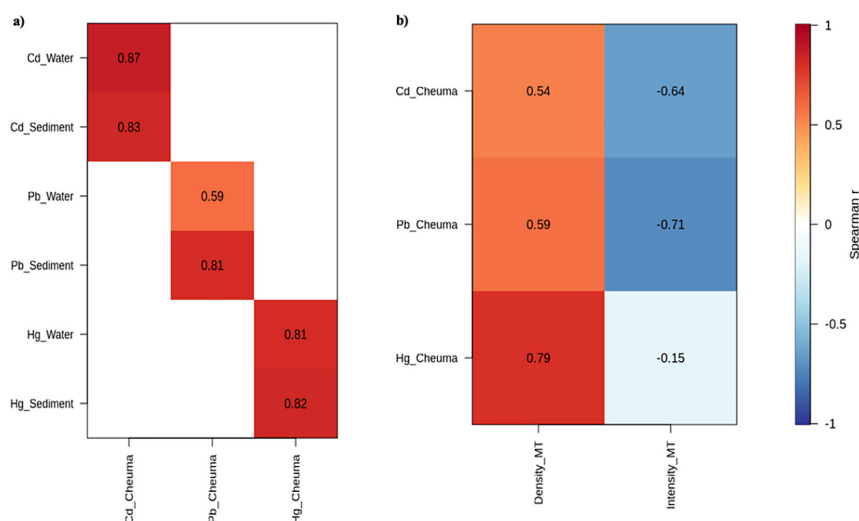 a)
Cd_Water
0.87
Cd_Sediment
0.83
Pb_Water
0.59
Pb_Sediment
0.81
Hg_Water
0.81
Hg_Sediment
0.82
Cd_Cheuma
Pb_Cheuma
Hg_Cheuma
b)
Cd_Cheuma
0.54
-0.64
Pb_Cheuma
0.59
-0.71
Hg_Cheuma
0.79
-0.15
Density_MT
Intensity_MT
1
0.5
0
-0.5
-1
Spearman r